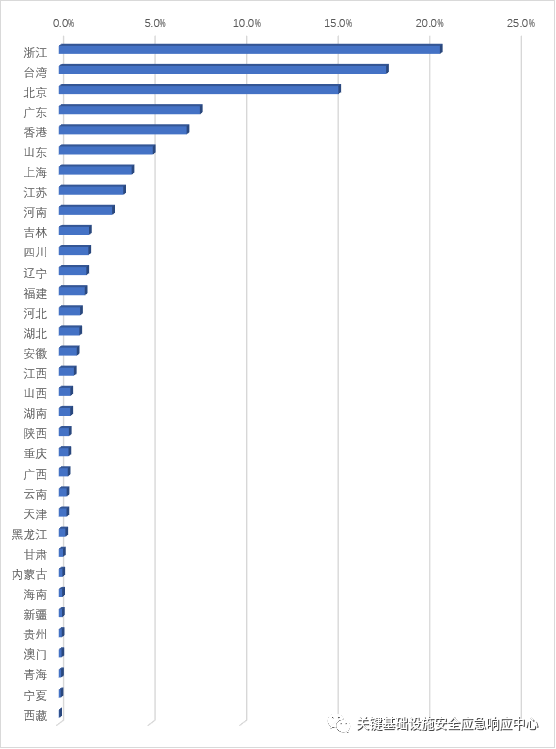 0.0% 5.0% 10.0% 15.0% 20.0% 25.0%
浙江
台湾
北京
广东
香港
山东
上海
江苏
河南
吉林
四川
辽宁
福建
河北
湖北
安徽
江西
山西
湖南
陕西
重庆
广西
云南
天津
黑龙江
甘肃
内蒙古
海南
新疆
贵州
澳门
青海
宁夏
西藏
关键基础设施安全应急响应中心